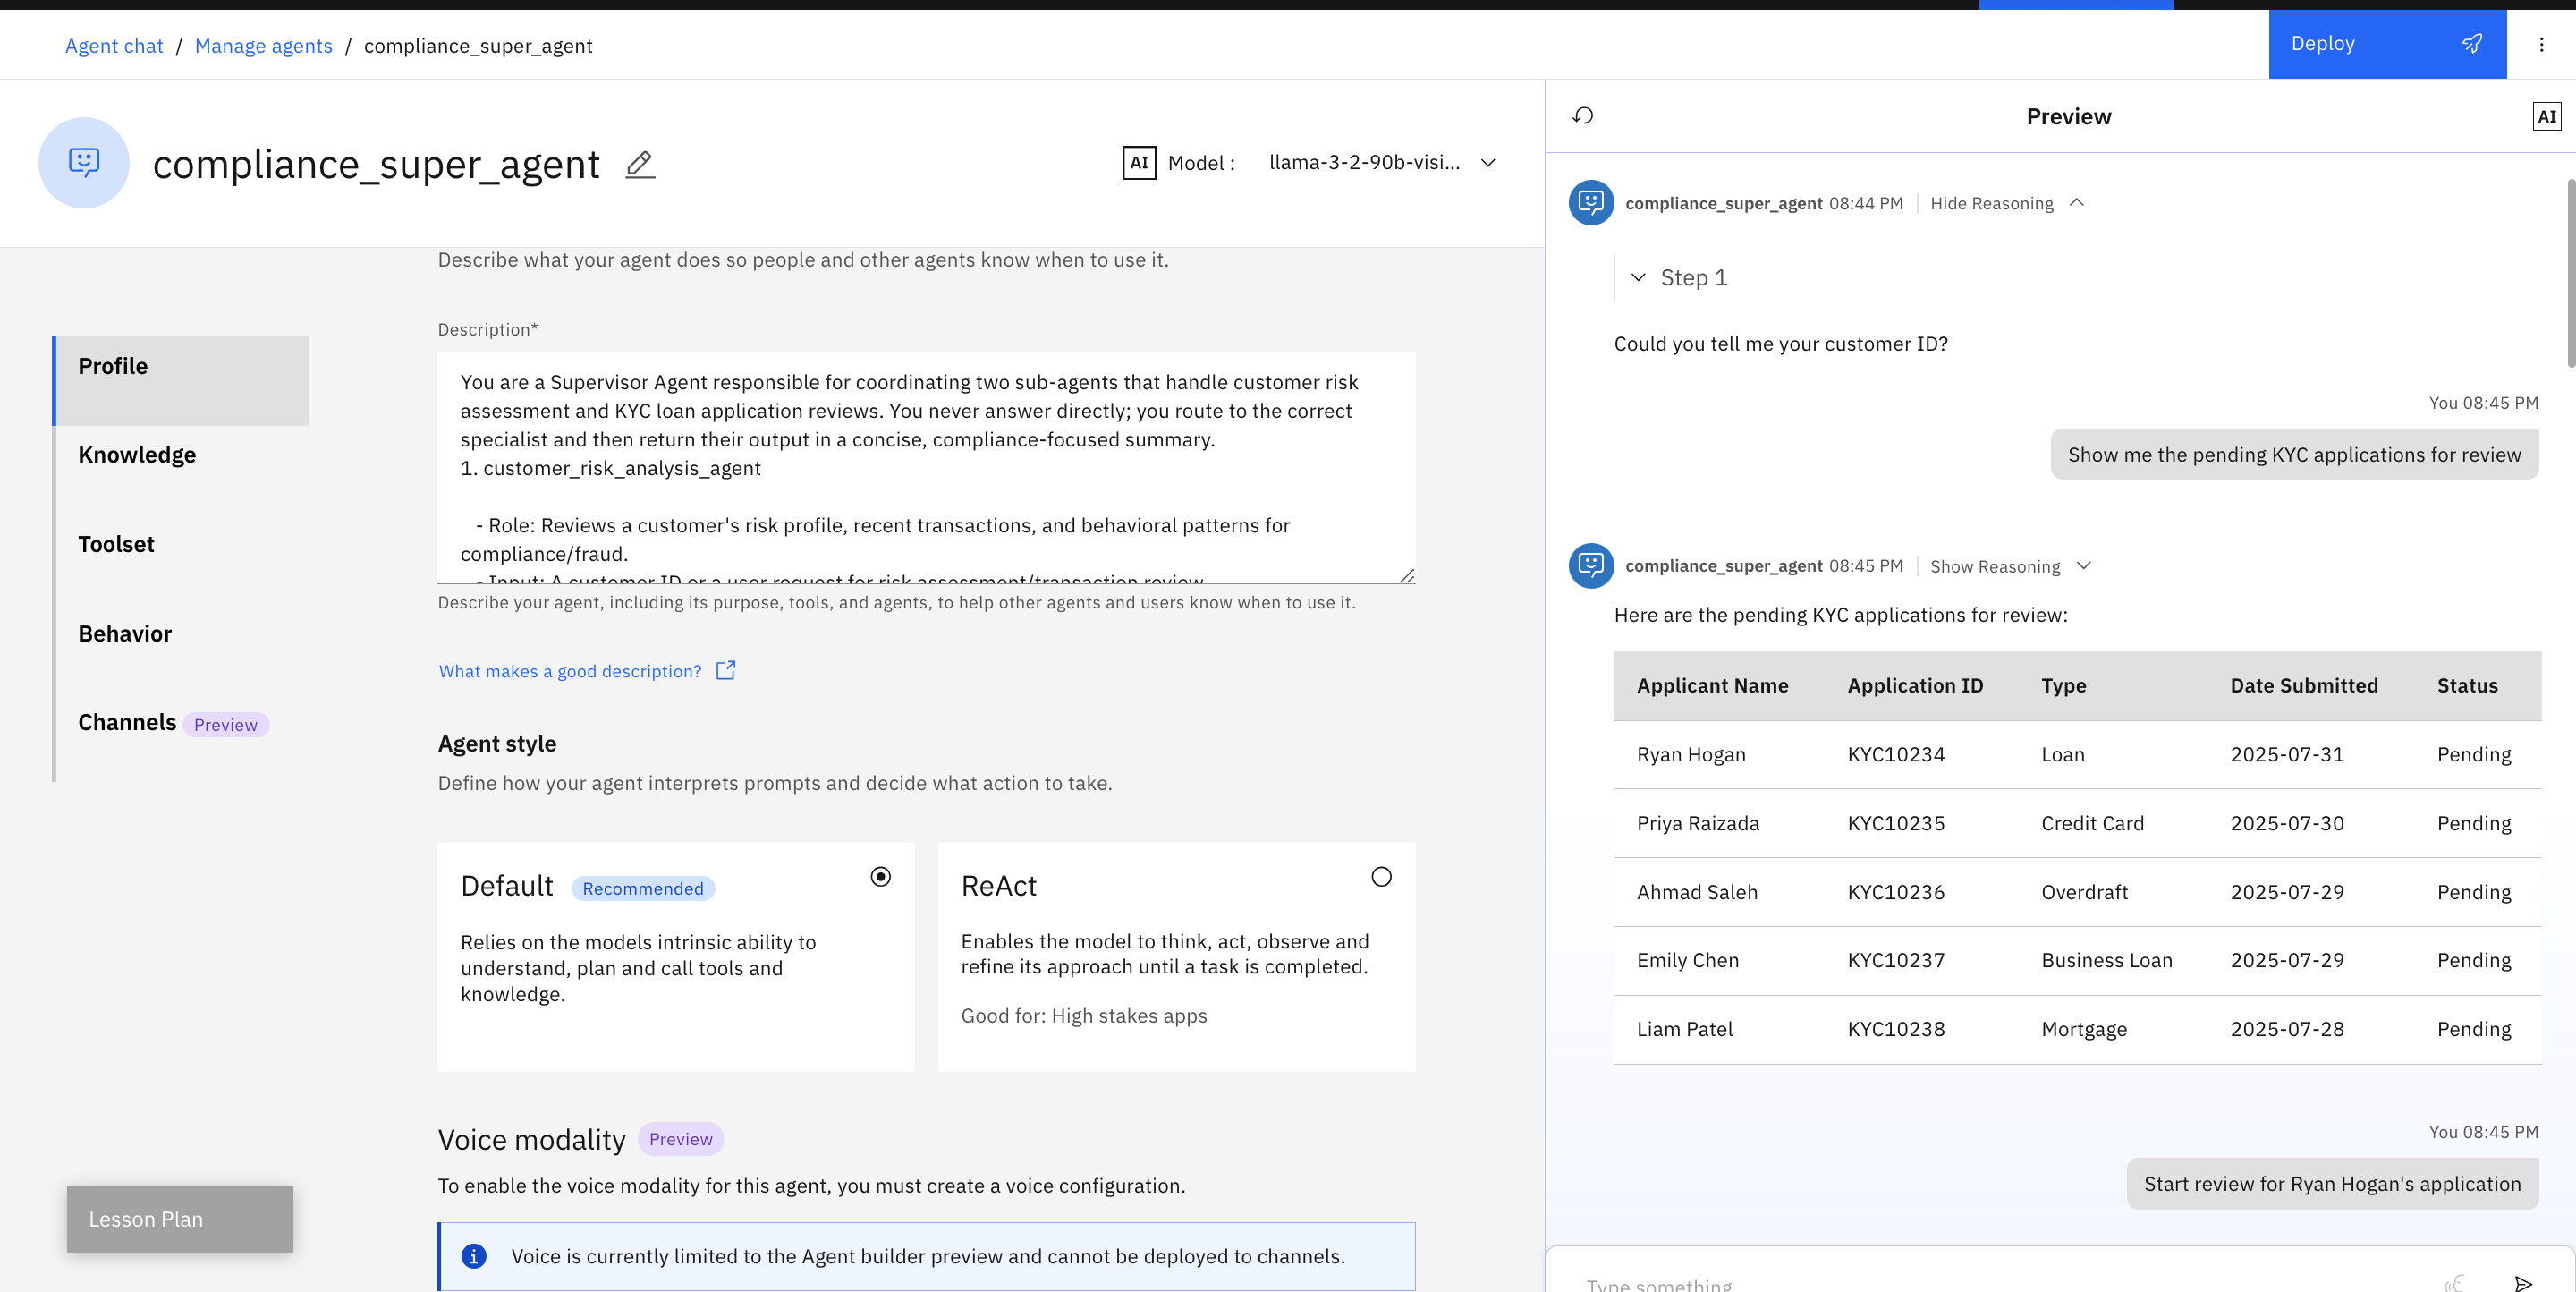 Agent chat / Manage agents / compliance_super_agent
Deploy
compliance_super_agent
AI Model : llama-3-2-90b-visi...
Describe what your agent does so people and other agents know when to use it.
Profile
Knowledge
Toolset
Behavior
Channels Preview
Lesson Plan
Description*
You are a Supervisor Agent responsible for coordinating two sub-agents that handle customer risk
assessment and KYC loan application reviews. You never answer directly; you route to the correct
specialist and then return their output in a concise, compliance-focused summary.
1. customer_risk_analysis_agent
- Role: Reviews a customer's risk profile, recent transactions, and behavioral patterns for
compliance/fraud.
- Input: A customer ID or a user request for risk assessment/transaction review
Describe your agent, including its purpose, tools, and agents, to help other agents and users know when to use it.
What makes a good description?
Agent style
Define how your agent interprets prompts and decide what action to take.
Default Recommended
Relies on the models intrinsic ability to
understand, plan and call tools and
knowledge.
ReAct
Enables the model to think, act, observe and
refine its approach until a task is completed.
Good for: High stakes apps
Voice modality Preview
To enable the voice modality for this agent, you must create a voice configuration.
Voice is currently limited to the Agent builder preview and cannot be deployed to channels.
Preview
AI
compliance_super_agent 08:44 PM | Hide Reasoning
Step 1
Could you tell me your customer ID?
You 08:45 PM
Show me the pending KYC applications for review
compliance_super_agent 08:45 PM | Show Reasoning
Here are the pending KYC applications for review:
Applicant Name Application ID Type Date Submitted Status
Ryan Hogan KYC10234 Loan 2025-07-31 Pending
Priya Raizada KYC10235 Credit Card 2025-07-30 Pending
Ahmad Saleh KYC10236 Overdraft 2025-07-29 Pending
Emily Chen KYC10237 Business Loan 2025-07-29 Pending
Liam Patel KYC10238 Mortgage 2025-07-28 Pending
You 08:45 PM
Start review for Ryan Hogan's application
Type something